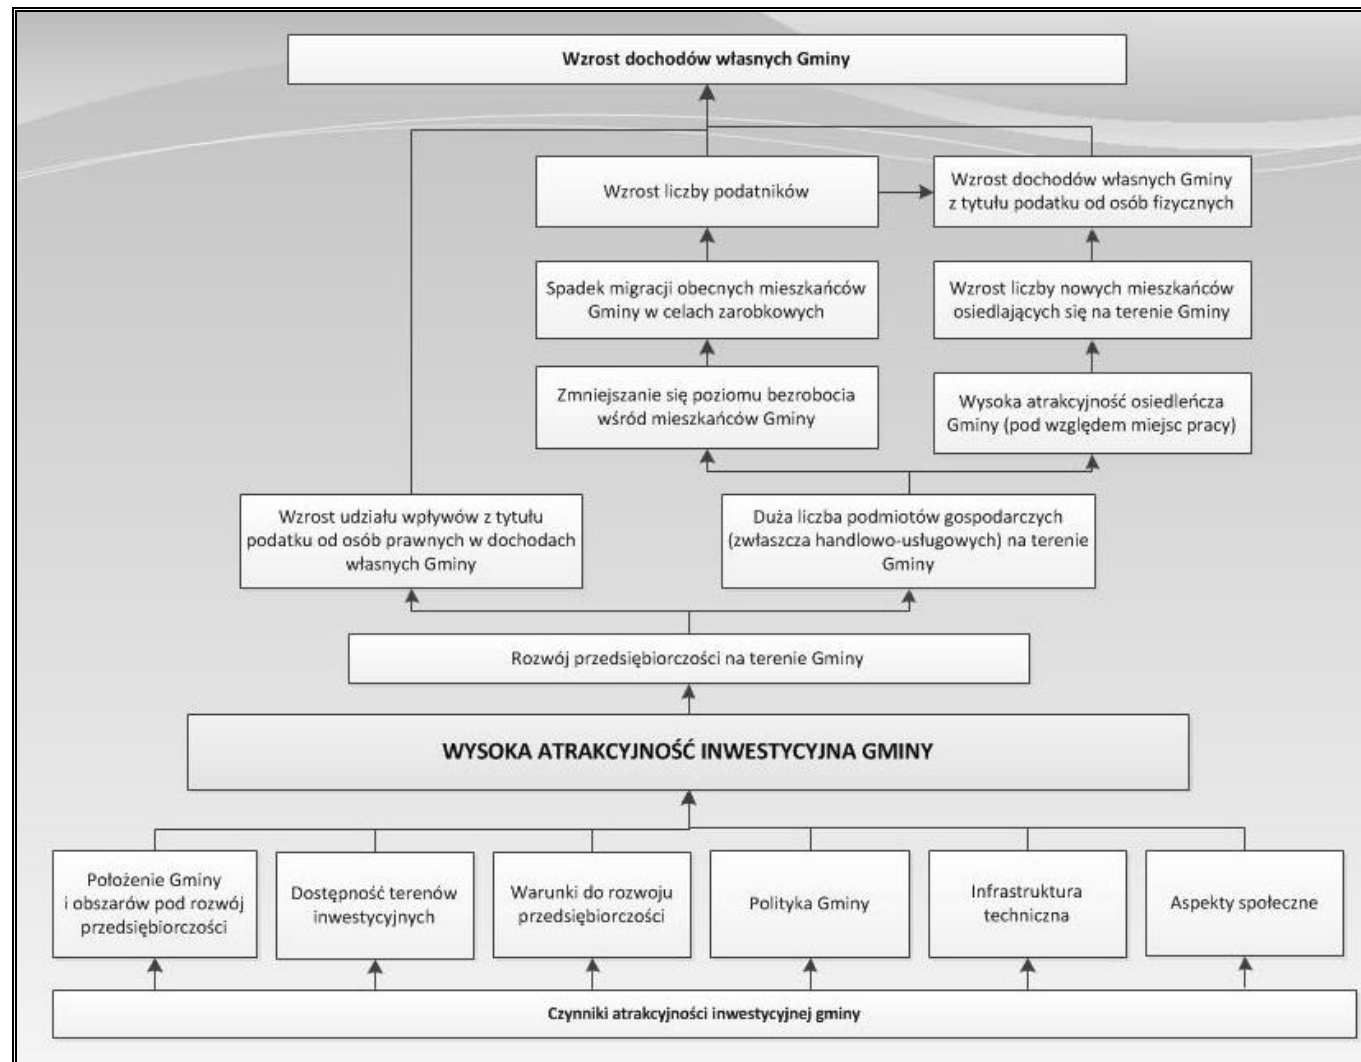 Wzrost dochodów własnych Gminy
Wzrost liczby podatników
Wzrost dochodów własnych Gminy
z tytułu podatku od osób fizycznych
Spadek migracji obecnych mieszkańców
Gminy w celach zarobkowych
Wzrost liczby nowych mieszkańców
osiedlających się na terenie Gminy
Zmniejszanie się poziomu bezrobocia
wśród mieszkańców Gminy
Wysoka atrakcyjność osiedleńcza
Gminy (pod względem miejsc pracy)
Wzrost udziału wpływów z tytułu
podatku od osób prawnych w dochodach
własnych Gminy
Duża liczba podmiotów gospodarczych
(zwłaszcza handlowo-usługowych) na terenie
Gminy
Rozwój przedsiębiorczości na terenie Gminy
WYSOKA ATRAKCYJNOŚĆ INWESTYCYJNA GMINY
Położenie Gminy
i obszarów pod rozwój
przedsiębiorczości
Dostępność terenów
inwestycyjnych
Warunki do rozwoju
przedsiębiorczości
Polityka Gminy
Infrastruktura
techniczna
Aspekty społeczne
Czynniki atrakcyjności inwestycyjnej gminy